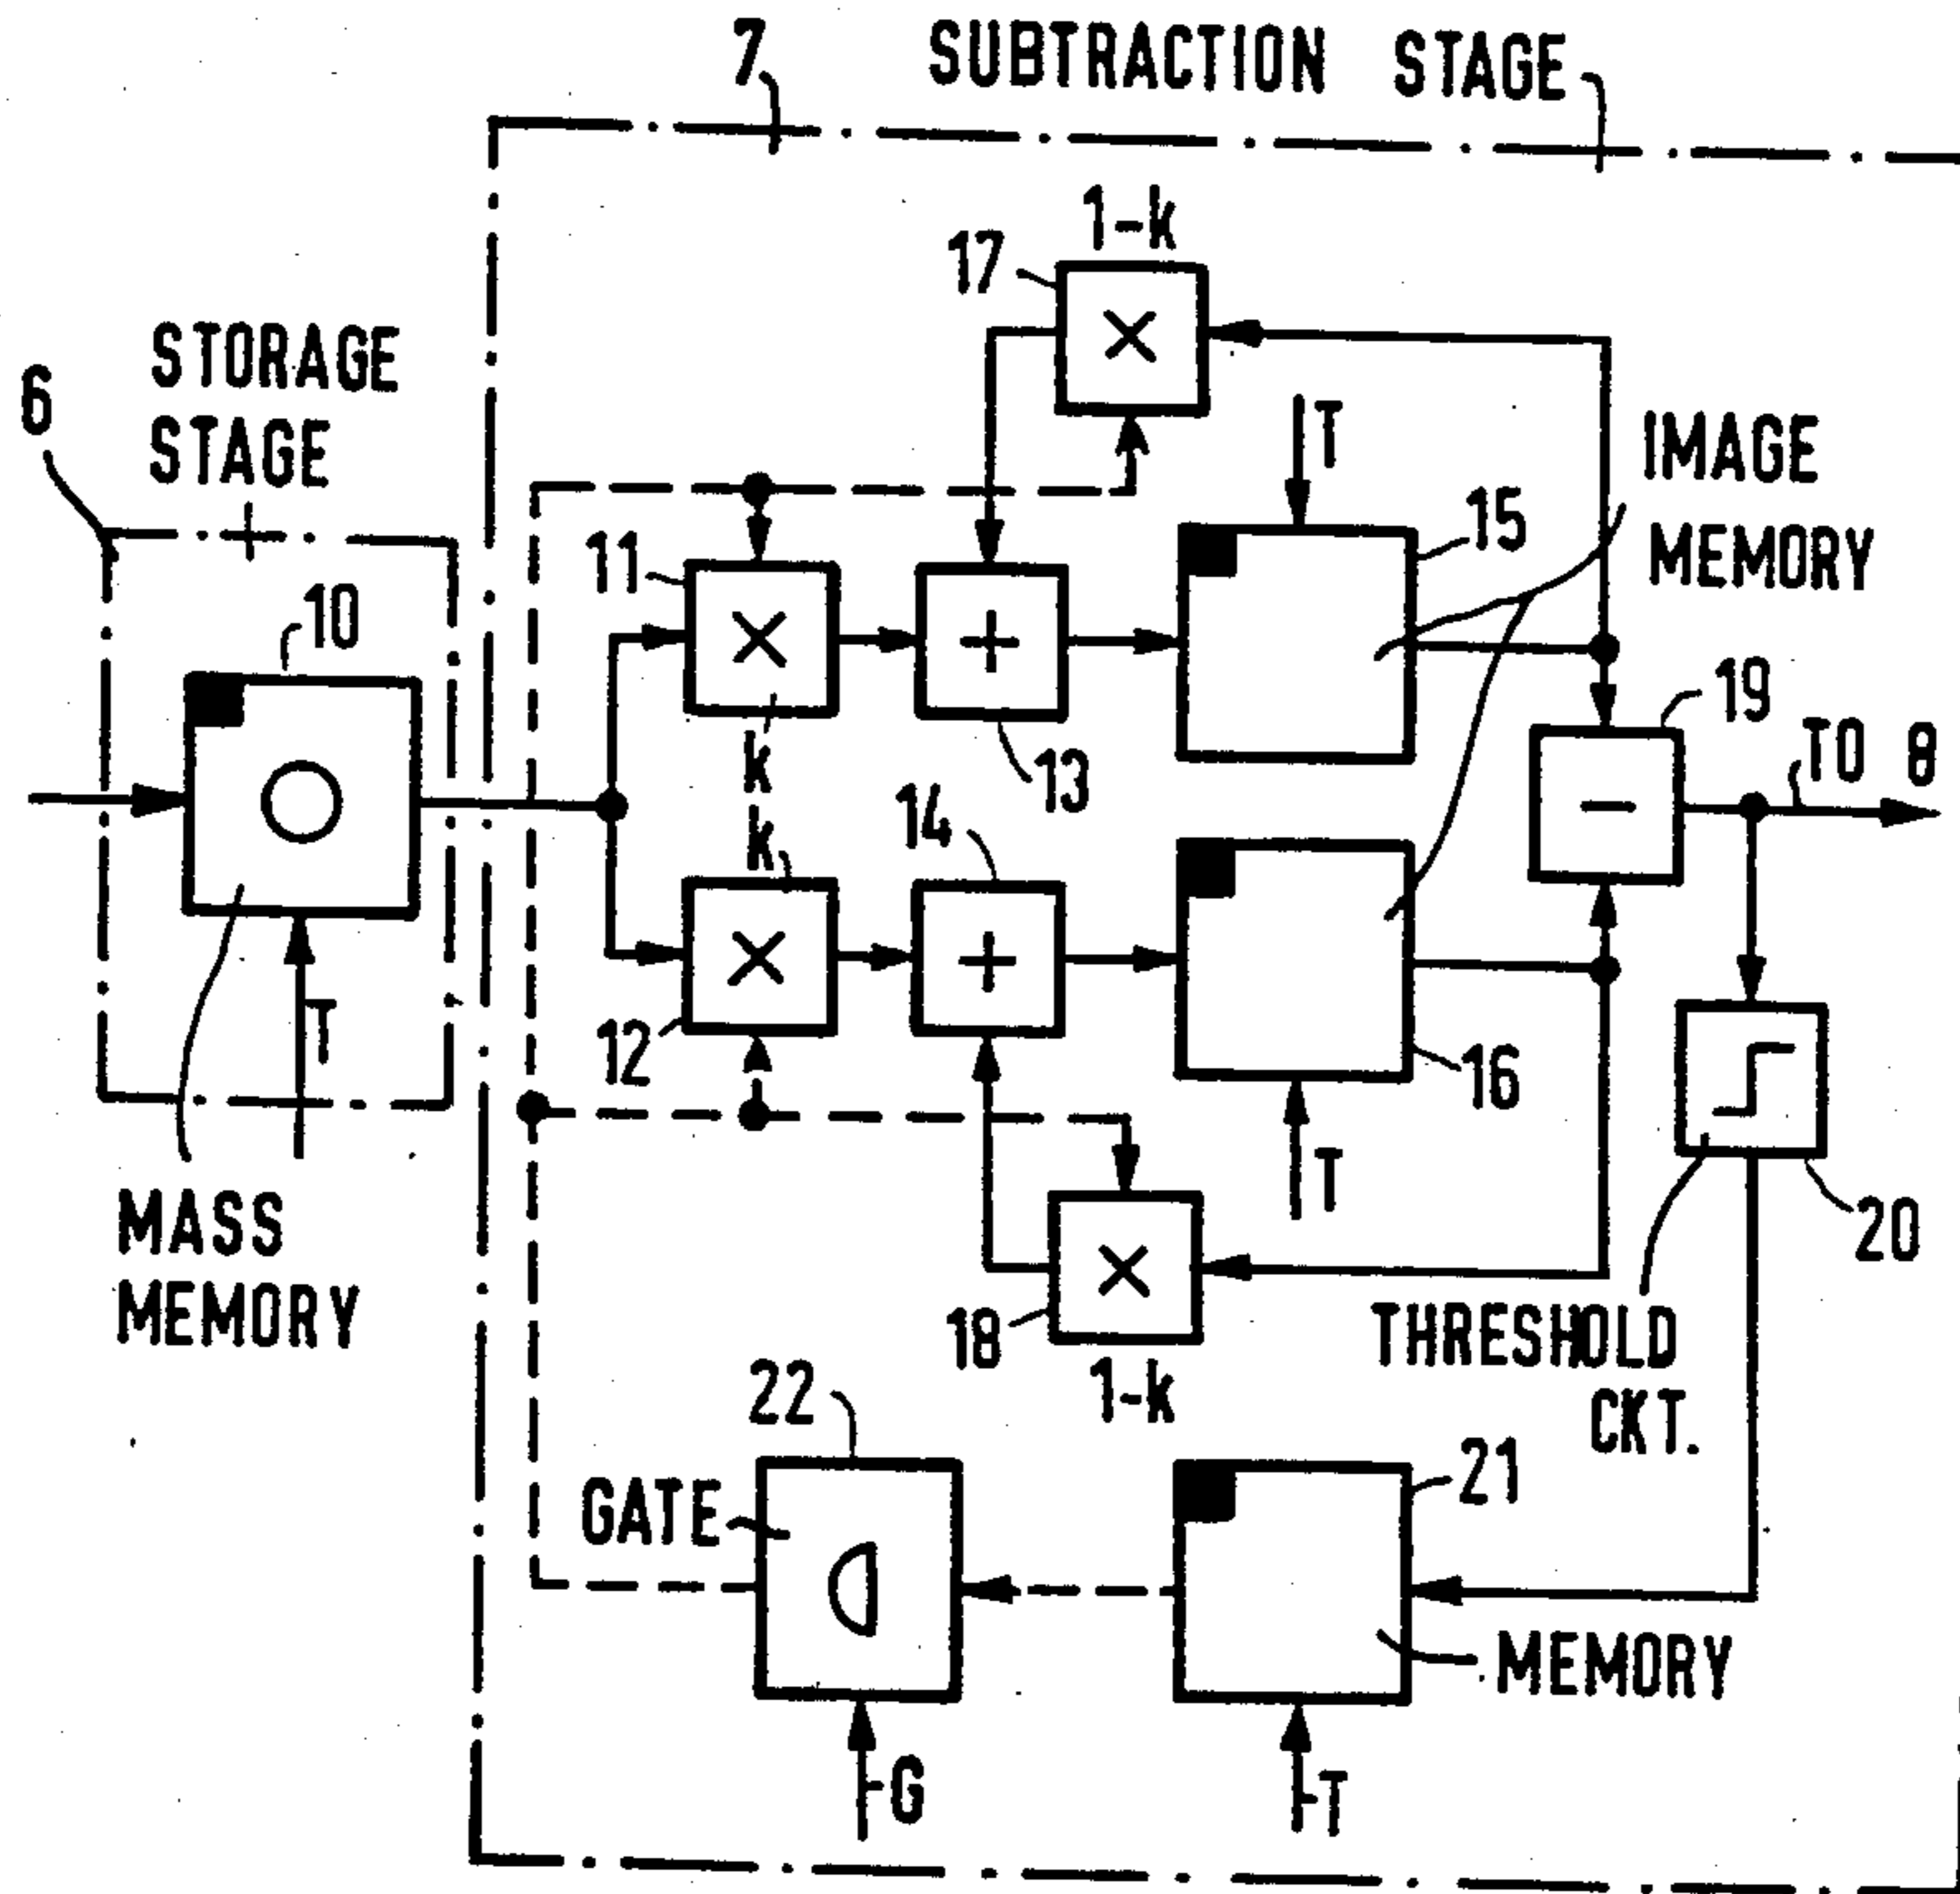 7 SUBTRACTION STAGE
1-k
17
STORAGE
STAGE
6
T
IMAGE
MEMORY
15
11
10
k
13
19
TO 8
14
k
12
T
16
T
MASS
MEMORY
20
18
1-k
THRESHOLD
CKT.
22
21
GATE
MEMORY
G
T